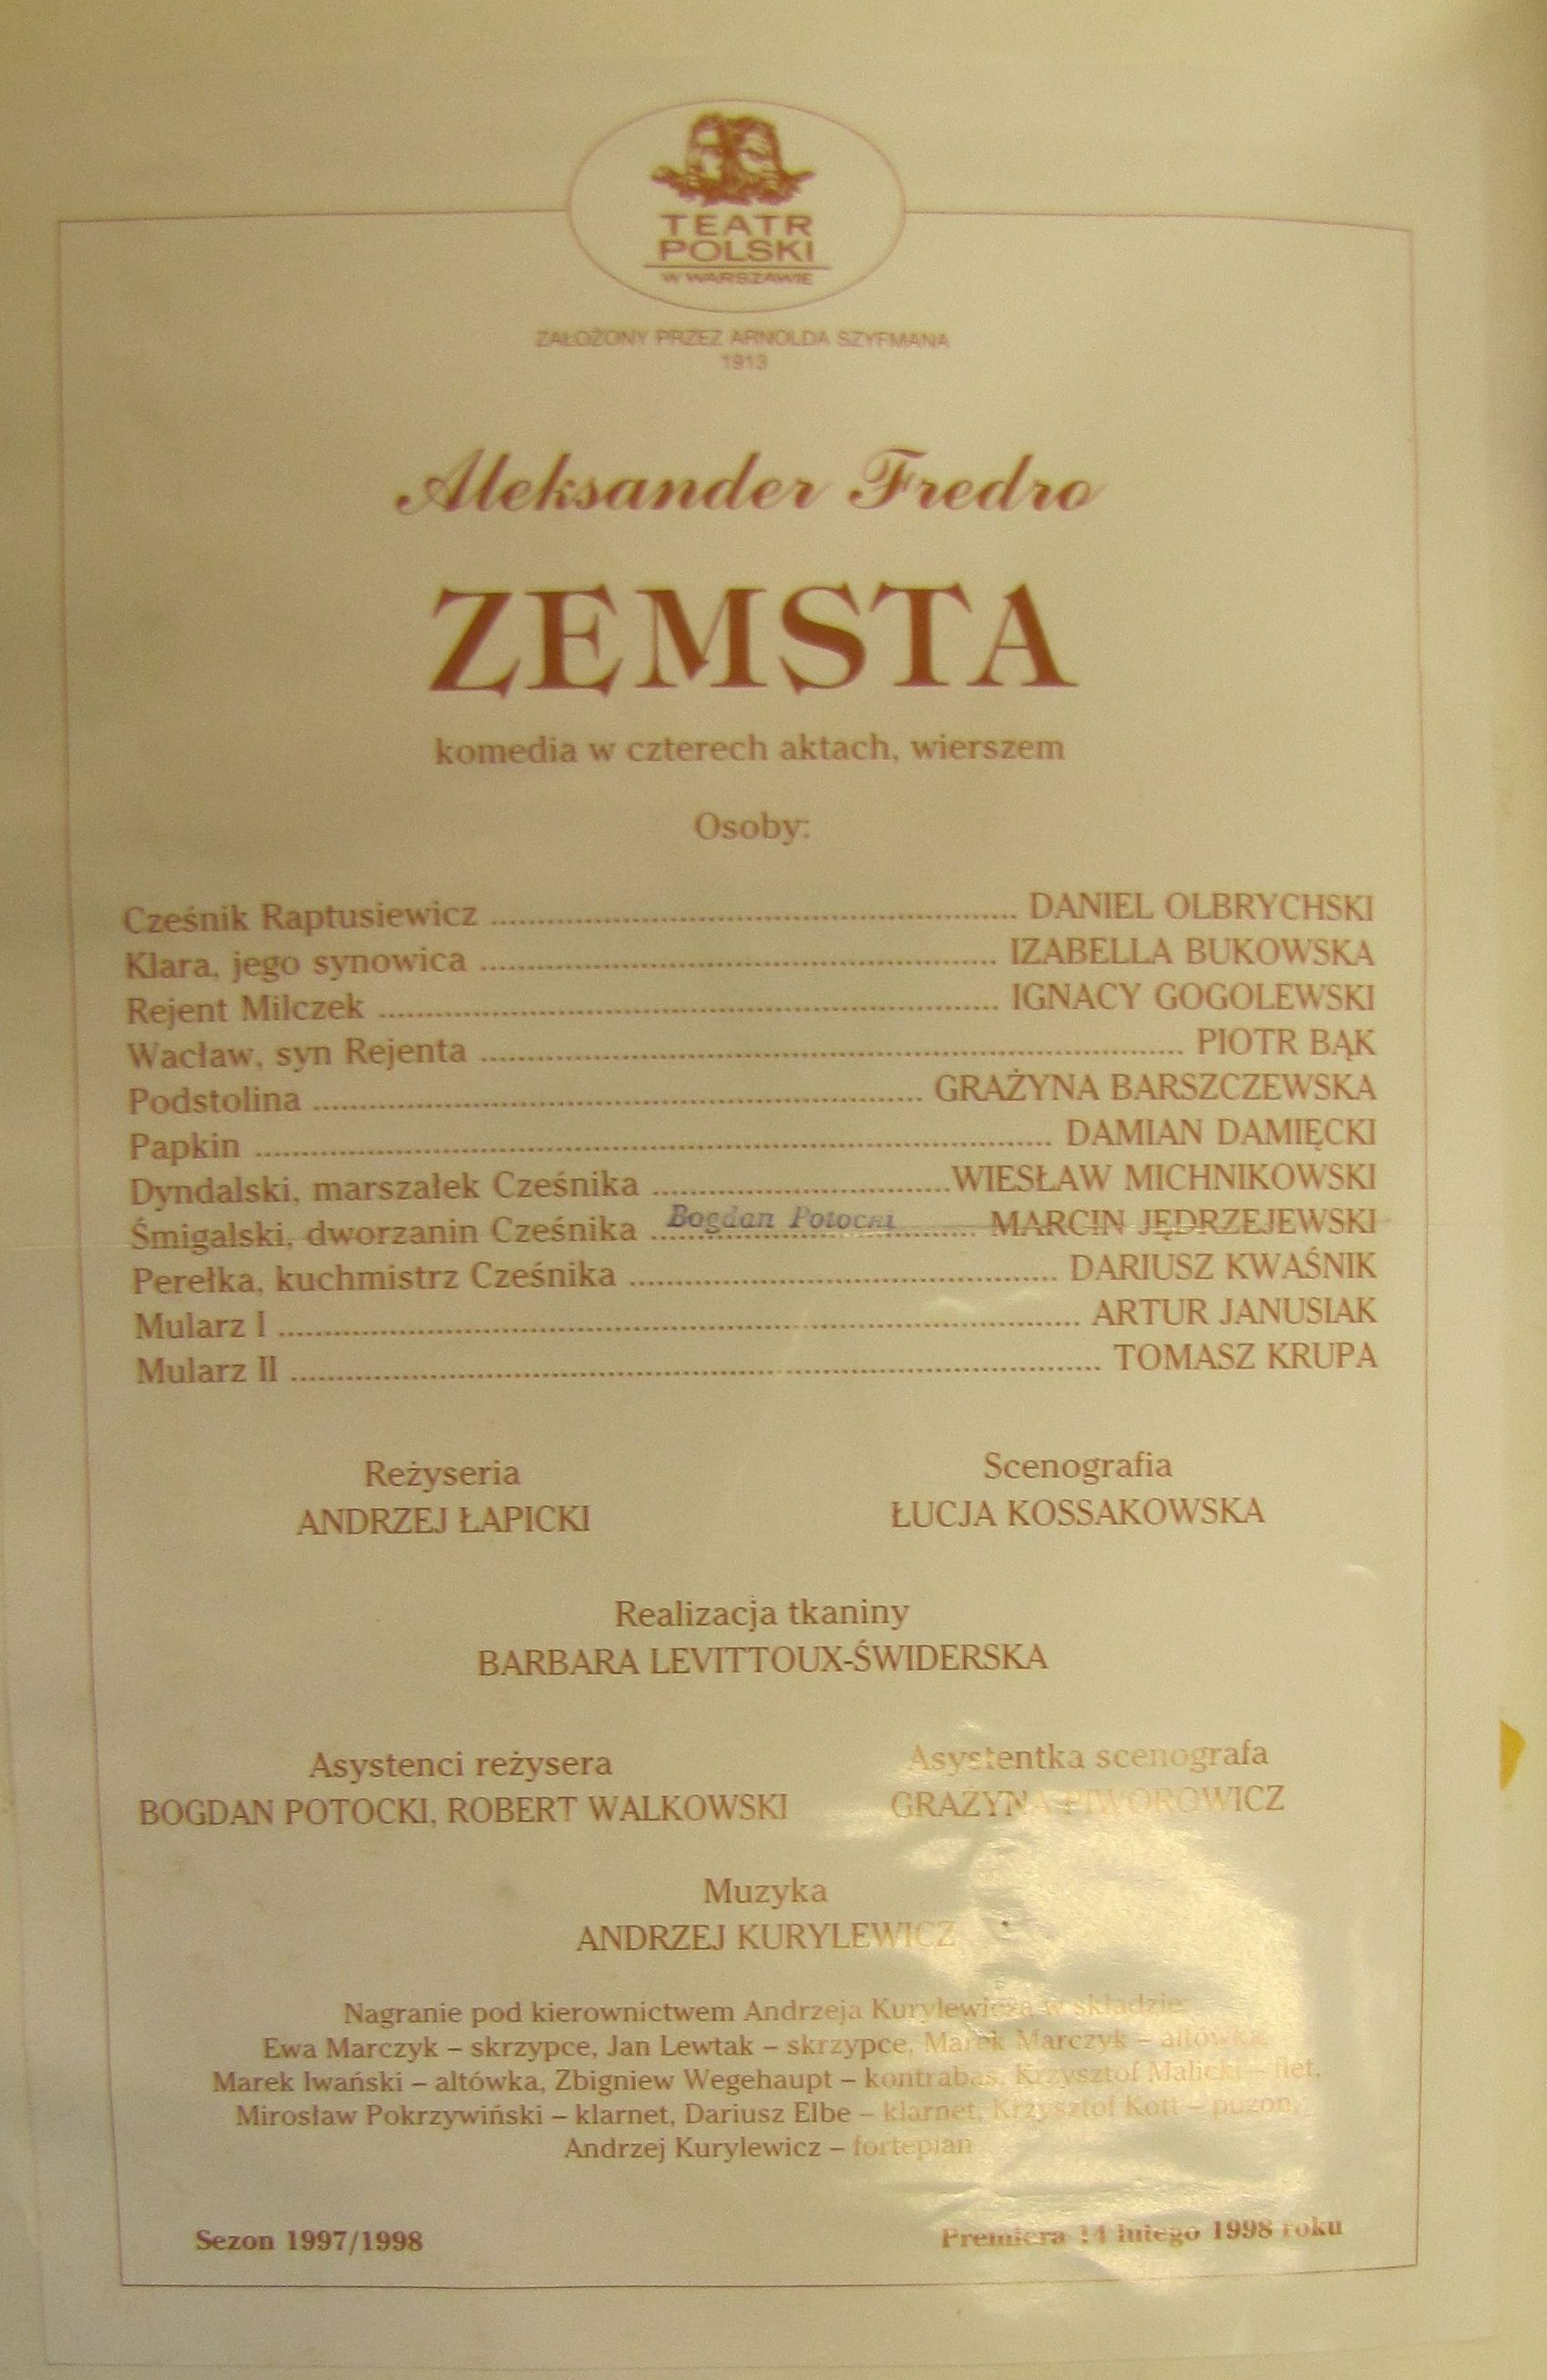 TEATR
POLSKI
W WARSZAWIE
ZAŁOŻONY PRZEZ ARNOLDA SZYFMANA
1913
Aleksander Fredro
ZEMSTA
komedia w czterech aktach, wierszem
Osoby:
Cześnik Raptusiewicz ........................................................ DANIEL OLBRYCHSKI
Klara, jego synowica ........................................................ IZABELLA BUKOWSKA
Rejent Milczek ........................................................ IGNACY GOGOLEWSKI
Wacław, syn Rejenta ........................................................ PIOTR BĄK
Podstolina ........................................................ GRAŻYNA BARSZCZEWSKA
Papkin ........................................................ DAMIAN DAMIĘCKI
Dyndalski, marszałek Cześnika ................................ WIESŁAW MICHNIKOWSKI
Śmigalski, dworzanin Cześnika ... Bogdan Potocki ... MARCIN JĘDRZEJEWSKI
Perełka, kuchmistrz Cześnika ................................ DARIUSZ KWAŚNIK
Mularz I ........................................................ ARTUR JANUSIAK
Mularz II ........................................................ TOMASZ KRUPA
Reżyseria Scenografia
ANDRZEJ ŁAPICKI ŁUCJA KOSSAKOWSKA
Realizacja tkaniny
BARBARA LEVITTOUX-ŚWIDERSKA
Asystenci reżysera Asystentka scenografa
BOGDAN POTOCKI, ROBERT WALKOWSKI GRAŻYNA PIWOROWICZ
Muzyka
ANDRZEJ KURYLEWICZ
Nagranie pod kierownictwem Andrzeja Kurylewicza w składzie:
Ewa Marczyk – skrzypce, Jan Lewtak – skrzypce, Marek Marczyk – altówka,
Marek Iwański – altówka, Zbigniew Wegehaupt – kontrabas, Krzysztof Malicki – flet,
Mirosław Pokrzywiński – klarnet, Dariusz Elbe – klarnet, Krzysztof Kott – puzon,
Andrzej Kurylewicz – fortepian
Sezon 1997/1998 Premiera 14 lutego 1998 roku